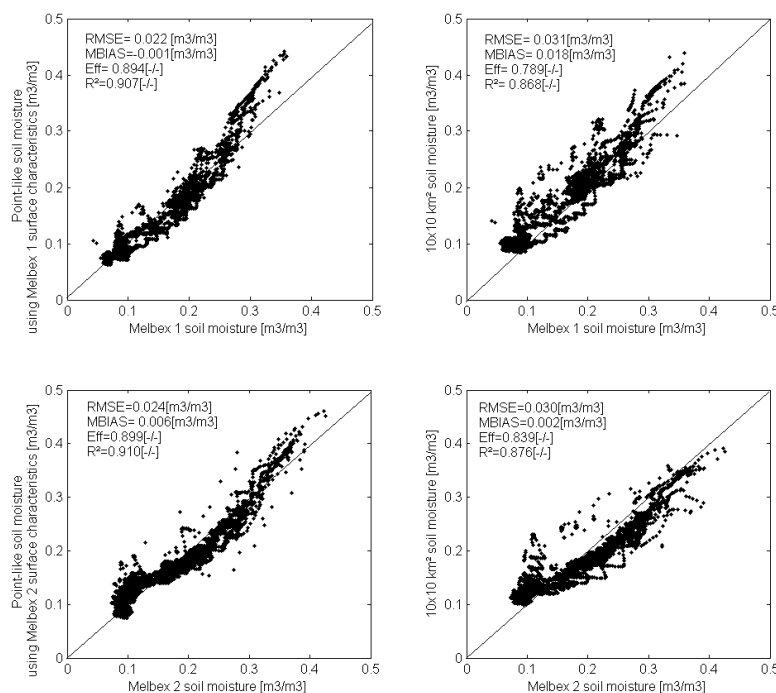 RMSE= 0.022 [m3/m3]
MBIAS=-0.001[m3/m3]
Eff= 0.894[-/-]
R²=0.907[-/-]
Point-like soil moisture
using Melbex 1 surface characteristics [m3/m3]
0.5
0.4
0.3
0.2
0.1
0
0
0.1
0.2
0.3
0.4
0.5
Melbex 1 soil moisture [m3/m3]
RMSE=0.031[m3/m3]
MBIAS=0.018[m3/m3]
Eff= 0.789[-/-]
R²= 0.868[-/-]
10x10 km² soil moisture [m3/m3]
0.5
0.4
0.3
0.2
0.1
0
0
0.1
0.2
0.3
0.4
0.5
Melbex 1 soil moisture [m3/m3]
RMSE=0.024[m3/m3]
MBIAS= 0.006[m3/m3]
Eff=0.899[-/-]
R²=0.910[-/-]
Point-like soil moisture
using Melbex 2 surface characteristics [m3/m3]
0.5
0.4
0.3
0.2
0.1
0
0
0.1
0.2
0.3
0.4
0.5
Melbex 2 soil moisture [m3/m3]
RMSE=0.030[m3/m3]
MBIAS=0.002[m3/m3]
Eff=0.839[-/-]
R²=0.876[-/-]
10x10 km² soil moisture [m3/m3]
0.5
0.4
0.3
0.2
0.1
0
0
0.1
0.2
0.3
0.4
0.5
Melbex 2 soil moisture [m3/m3]